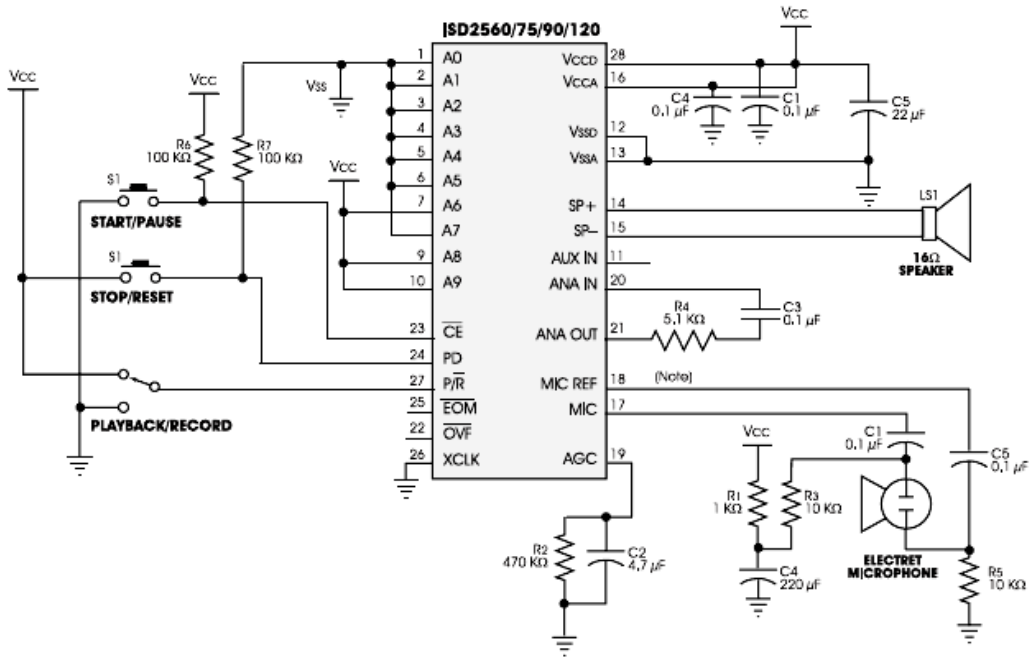 ISD2560/75/90/120
VCC
VCC
VCC
VSS
R6
100 KΩ
R7
100 KΩ
S1
START/PAUSE
S1
STOP/RESET
PLAYBACK/RECORD
VCC
1 A0
2 A1
3 A2
4 A3
5 A4
6 A5
7 A6
A7
9 A8
10 A9
23 CE
24 PD
27 P/R
25 EOM
22 OVF
26 XCLK
VCCD 28
VCCA 16
VSSD 12
VSSA 13
SP+ 14
SP– 15
AUX IN 11
ANA IN 20
ANA OUT 21
MIC REF 18
MIC 17
AGC 19
C4
0.1 µF
C1
0.1 µF
C5
22 µF
LS1
16Ω
SPEAKER
R4
5.1 KΩ
C3
0.1 µF
(Note)
VCC
C1
0.1 µF
C5
0.1 µF
R1
1 KΩ
R3
10 KΩ
C4
220 µF
ELECTRET
MICROPHONE
R5
10 KΩ
R2
470 KΩ
C2
4.7 µF